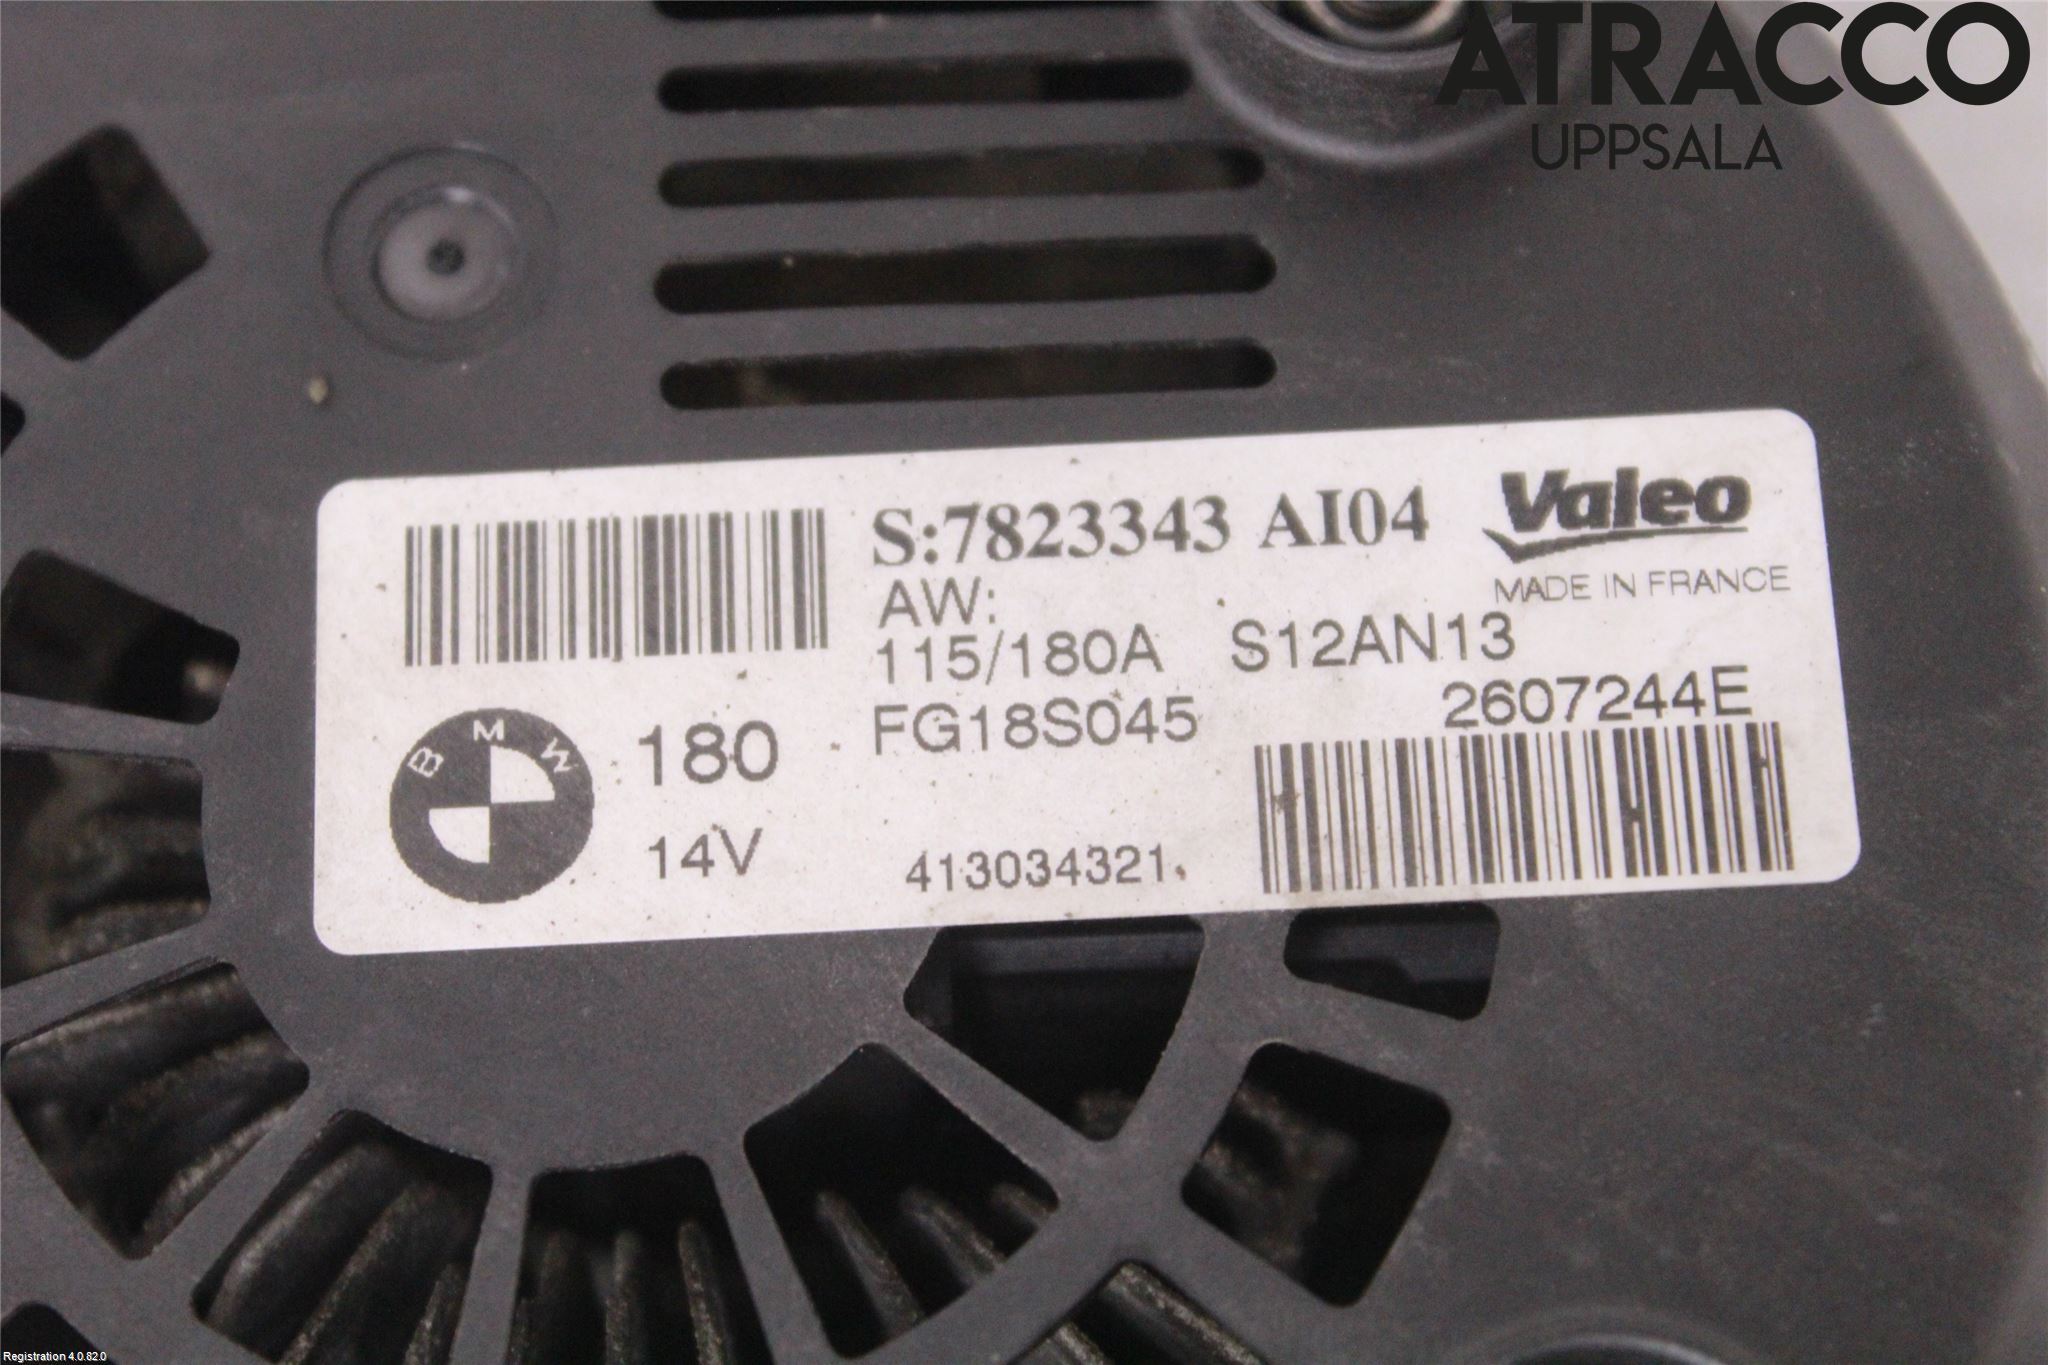 ATRACCO
UPPSALA
S:7823343 AI04
Valeo
MADE IN FRANCE
AW:
115/180A S12AN13
2607244E
BMW
180
FG18S045
14V
413034321.
Registration 4.0.82.0